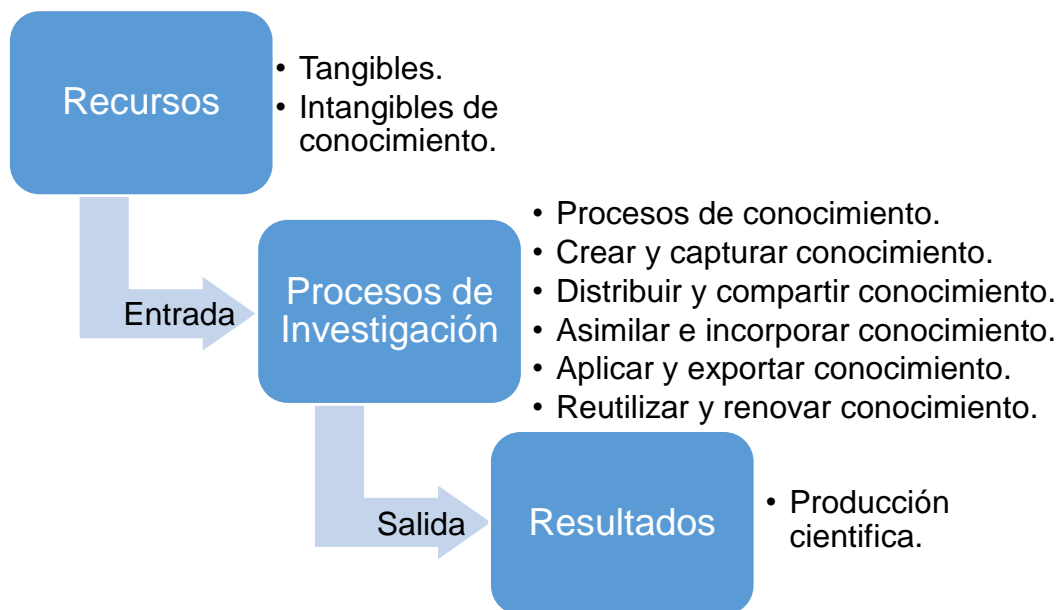 Recursos
• Tangibles.
• Intangibles de
conocimiento.
Entrada
Procesos de
Investigación
• Procesos de conocimiento.
• Crear y capturar conocimiento.
• Distribuir y compartir conocimiento.
• Asimilar e incorporar conocimiento.
• Aplicar y exportar conocimiento.
• Reutilizar y renovar conocimiento.
Salida
Resultados
• Producción
cientifica.